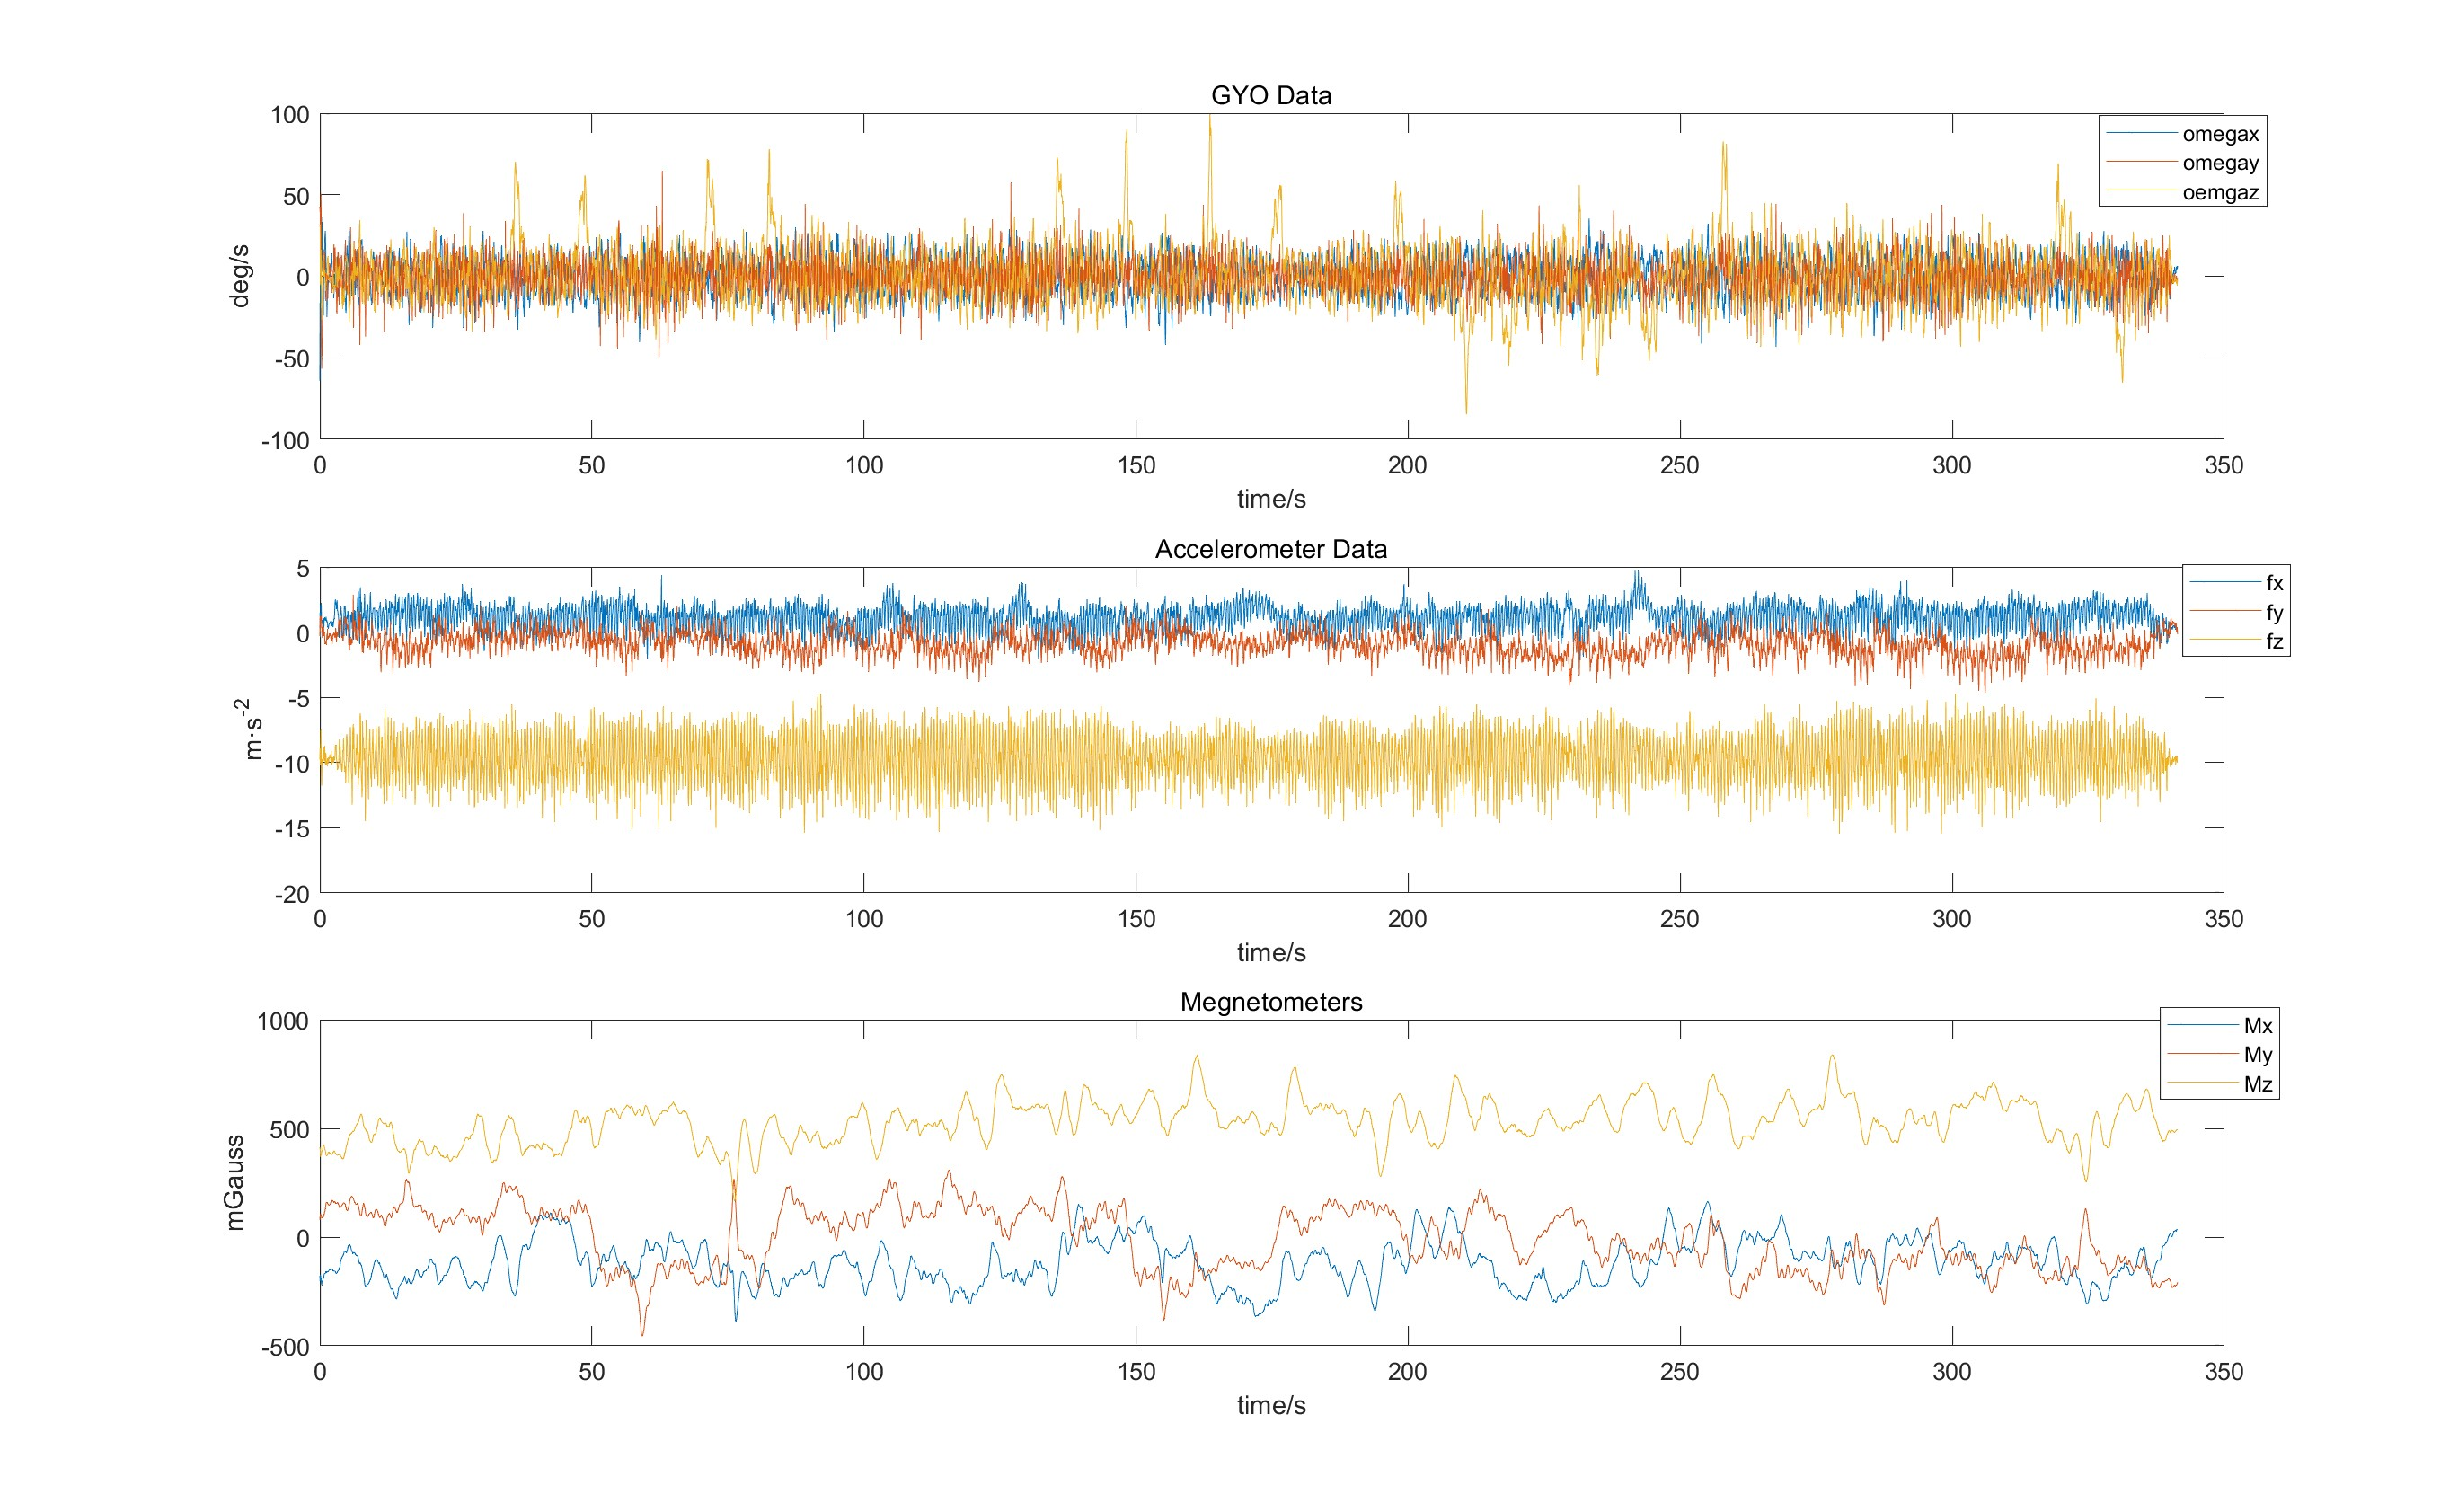 GYO Data
100
50
0
-50
-100
deg/s
0 50 100 150 200 250 300 350
time/s
omegax
omegay
oemgaz
Accelerometer Data
5
0
-5
-10
-15
-20
m·s-2
0 50 100 150 200 250 300 350
time/s
fx
fy
fz
Megnetometers
1000
500
0
-500
mGauss
0 50 100 150 200 250 300 350
time/s
Mx
My
Mz